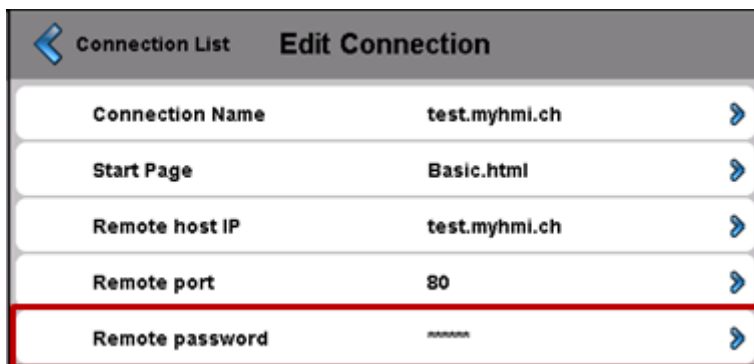 Connection List Edit Connection
Connection Name test.myhmi.ch
Start Page Basic.html
Remote host IP test.myhmi.ch
Remote port 80
Remote password